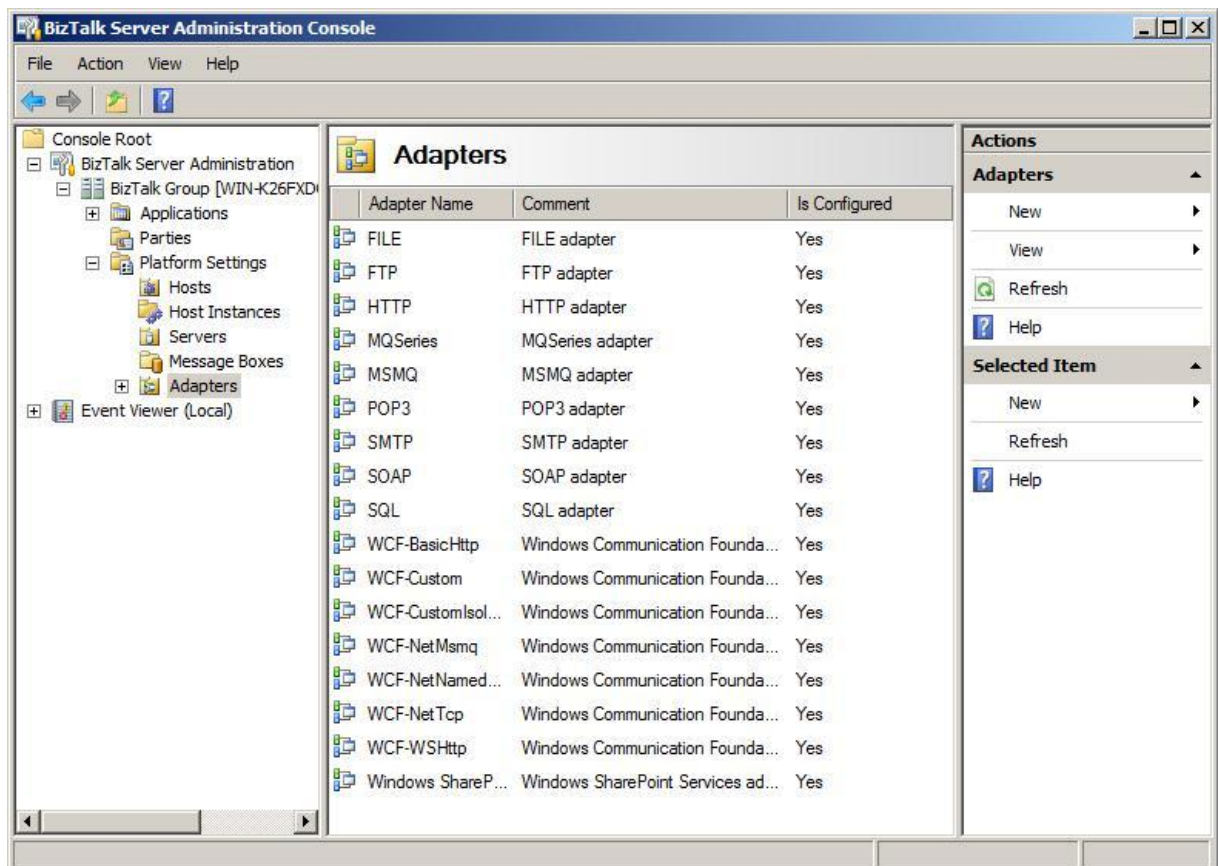 BizTalk Server Administration Console
File Action View Help
Console Root
BizTalk Server Administration
BizTalk Group [WIN-K26FXD
Applications
Parties
Platform Settings
Hosts
Host Instances
Servers
Message Boxes
Adapters
Event Viewer (Local)
Adapters
Adapter Name Comment Is Configured
FILE FILE adapter Yes
FTP FTP adapter Yes
HTTP HTTP adapter Yes
MQSeries MQSeries adapter Yes
MSMQ MSMQ adapter Yes
POP3 POP3 adapter Yes
SMTP SMTP adapter Yes
SOAP SOAP adapter Yes
SQL SQL adapter Yes
WCF-BasicHttp Windows Communication Founda... Yes
WCF-Custom Windows Communication Founda... Yes
WCF-CustomIsol... Windows Communication Founda... Yes
WCF-NetMsmq Windows Communication Founda... Yes
WCF-NetNamed... Windows Communication Founda... Yes
WCF-NetTcp Windows Communication Founda... Yes
WCF-WSHttp Windows Communication Founda... Yes
Windows ShareP... Windows SharePoint Services ad... Yes
Actions
Adapters
New
View
Refresh
Help
Selected Item
New
Refresh
Help